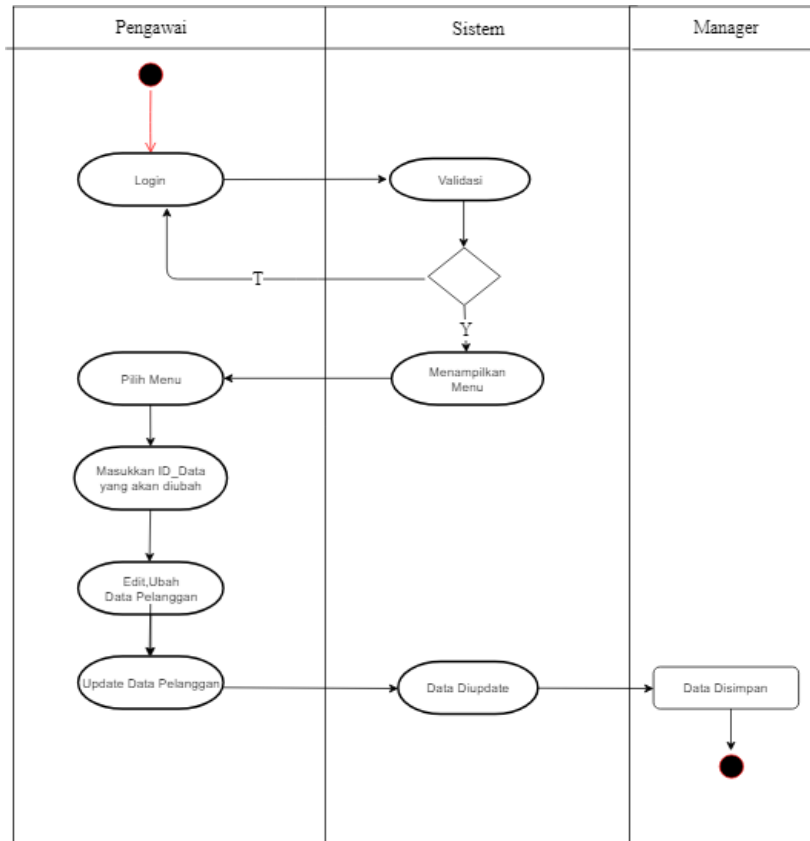 Pengawai
Sistem
Manager
Login
Validasi
T
Y
Pilih Menu
Menampilkan
Menu
Masukkan ID_Data
yang akan diubah
Edit,Ubah
Data Pelanggan
Update Data Pelanggan
Data Diupdate
Data Disimpan